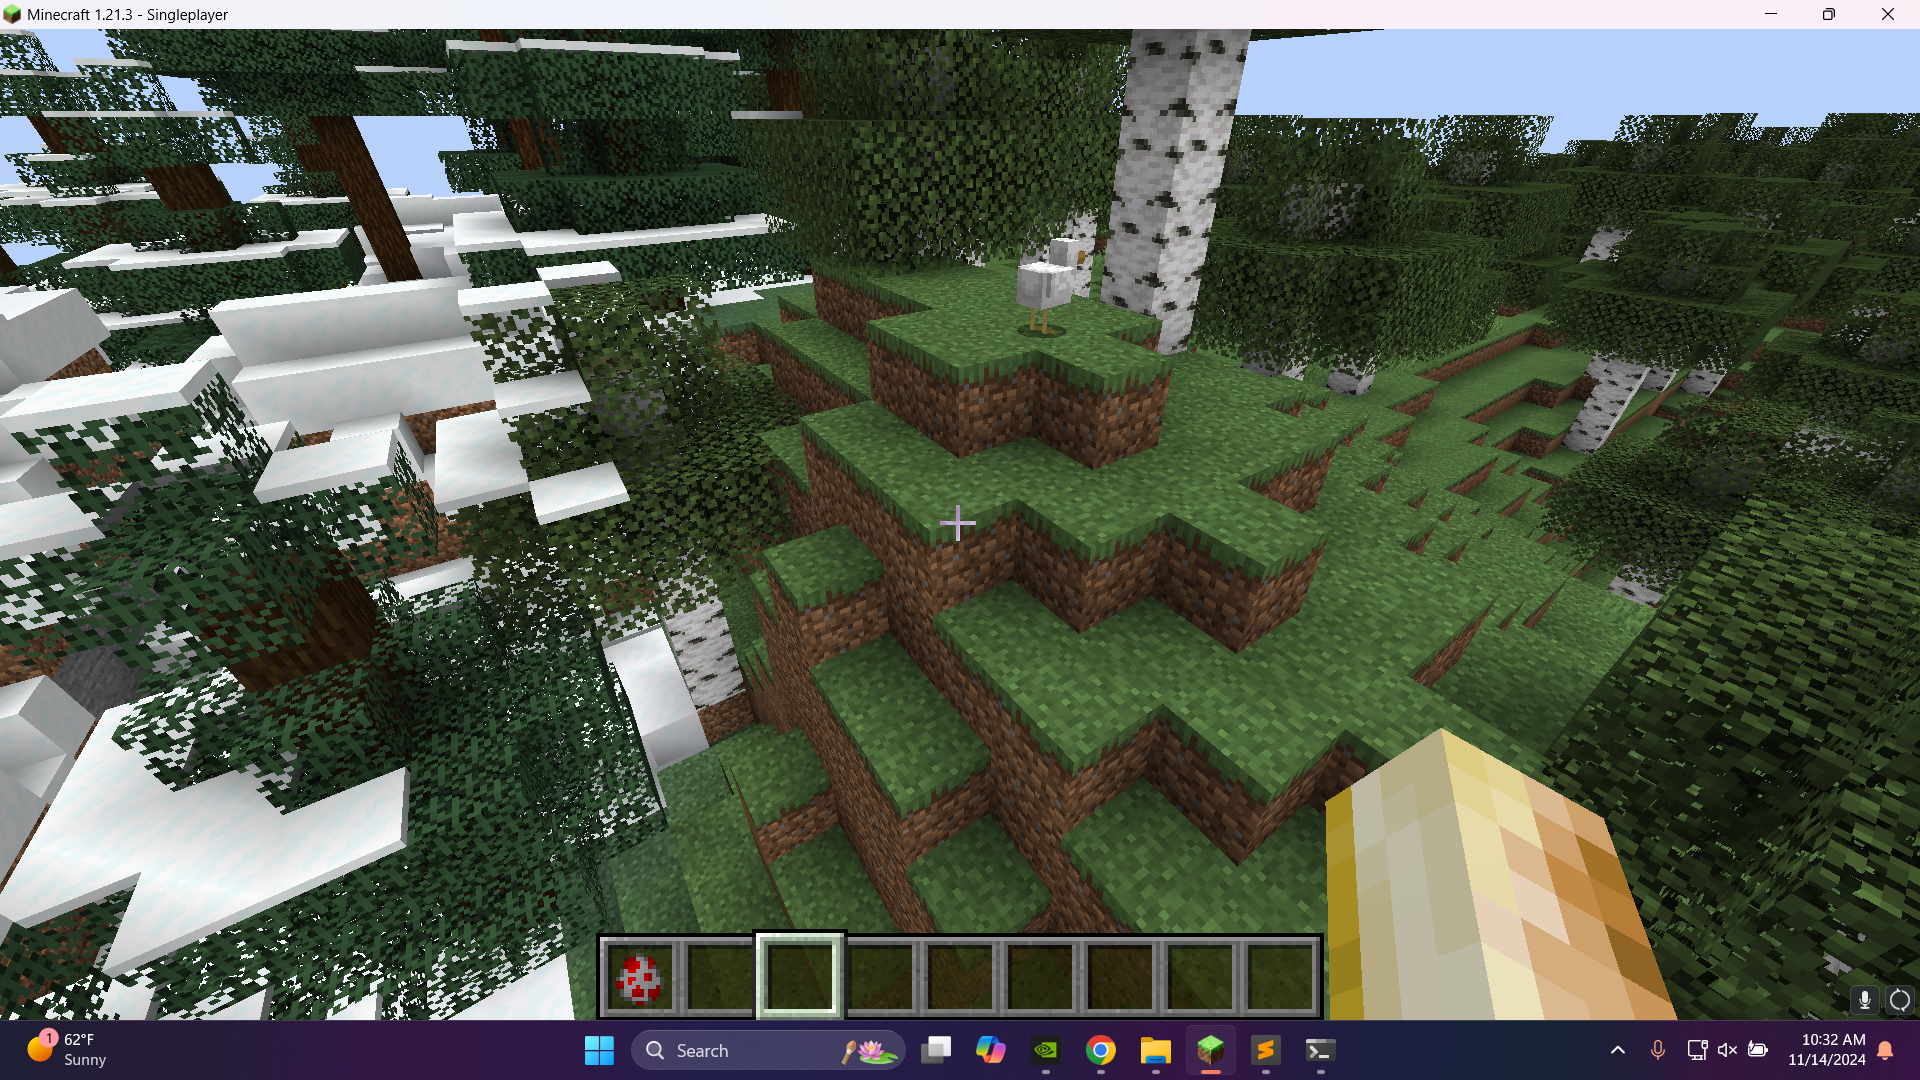 Minecraft 1.21.3 - Singleplayer
1
62°F
Sunny
Search
10:32 AM
11/14/2024